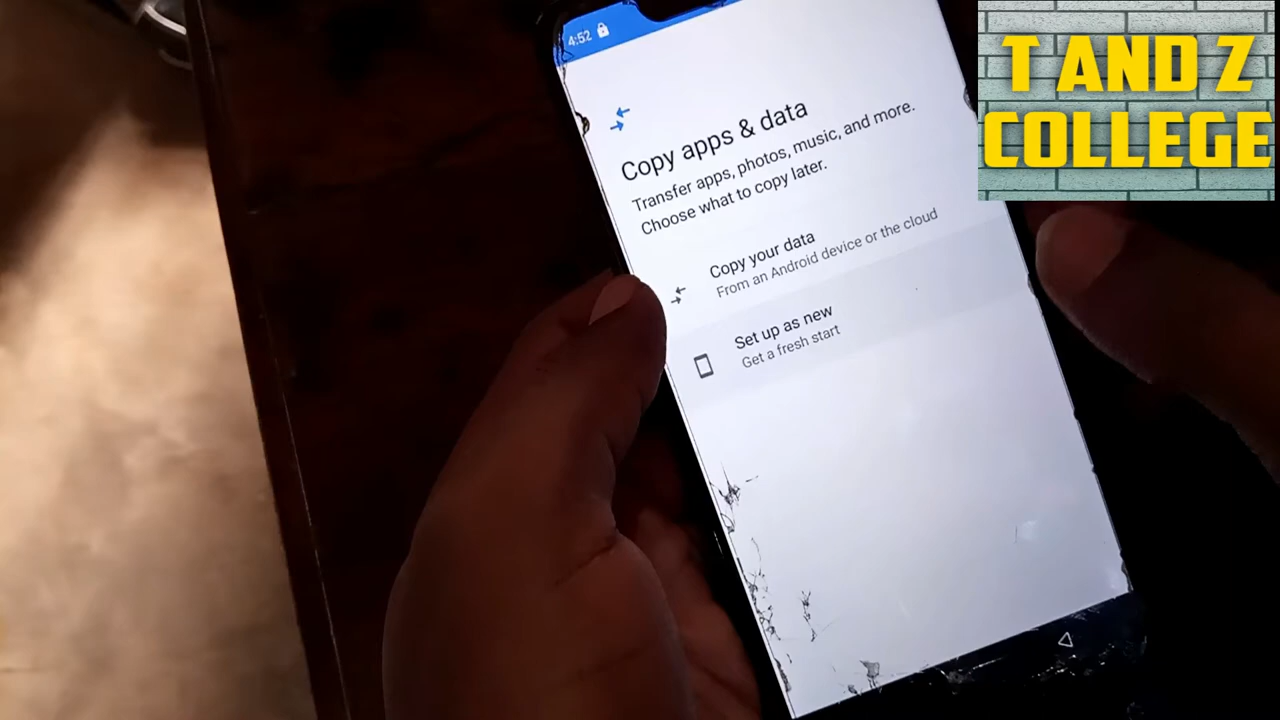 4:52
T AND Z
COLLEGE
Copy apps & data
Transfer apps, photos, music, and more.
Choose what to copy later.
Copy your data
From an Android device or the cloud
Set up as new
Get a fresh start